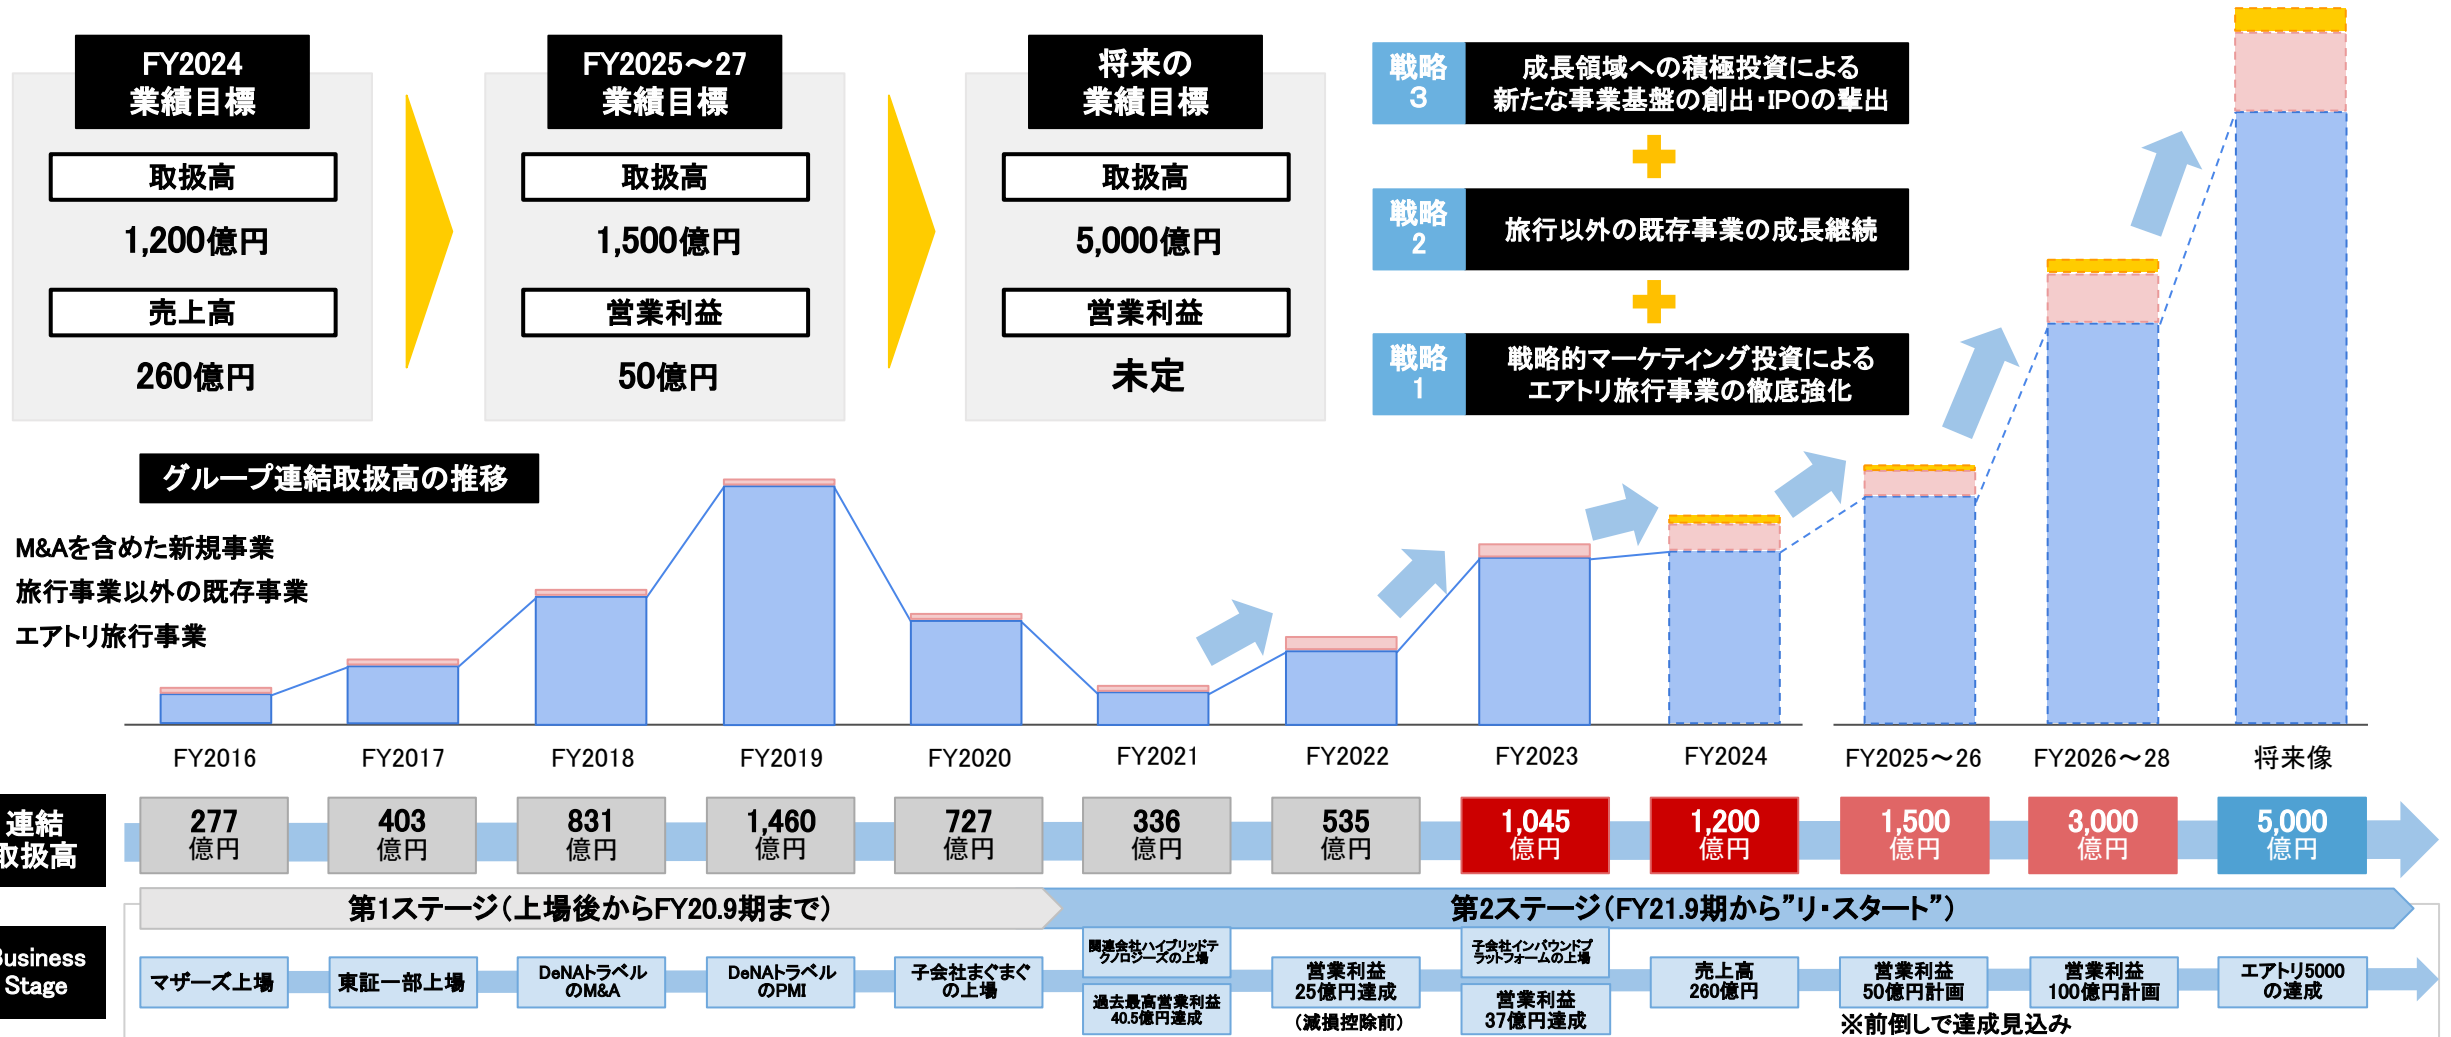 FY2024
業績目標
取扱高
1,200億円
売上高
260億円
FY2025～27
業績目標
取扱高
1,500億円
営業利益
50億円
将来の
業績目標
取扱高
5,000億円
営業利益
未定
戦略
3
成長領域への積極投資による
新たな事業基盤の創出・IPOの輩出
戦略
2
旅行以外の既存事業の成長継続
戦略
1
戦略的マーケティング投資による
エアトリ旅行事業の徹底強化
グループ連結取扱高の推移
M&Aを含めた新規事業
旅行事業以外の既存事業
エアトリ旅行事業
FY2016
FY2017
FY2018
FY2019
FY2020
FY2021
FY2022
FY2023
FY2024
FY2025～26
FY2026～28
将来像
連結
取扱高
277
億円
403
億円
831
億円
1,460
億円
727
億円
336
億円
535
億円
1,045
億円
1,200
億円
1,500
億円
3,000
億円
5,000
億円
第1ステージ（上場後からFY20.9期まで）
第2ステージ（FY21.9期から”リ・スタート”）
Business
Stage
マザーズ上場
東証一部上場
DeNAトラベル
のM&A
DeNAトラベル
のPMI
子会社まぐまぐ
の上場
関連会社ハイブリッドテ
クノロジーズの上場
過去最高営業利益
40.5億円達成
営業利益
25億円達成
（減損控除前）
子会社インバウンドプ
ラットフォームの上場
営業利益
37億円達成
売上高
260億円
営業利益
50億円計画
※前倒しで達成見込み
営業利益
100億円計画
エアトリ5000
の達成